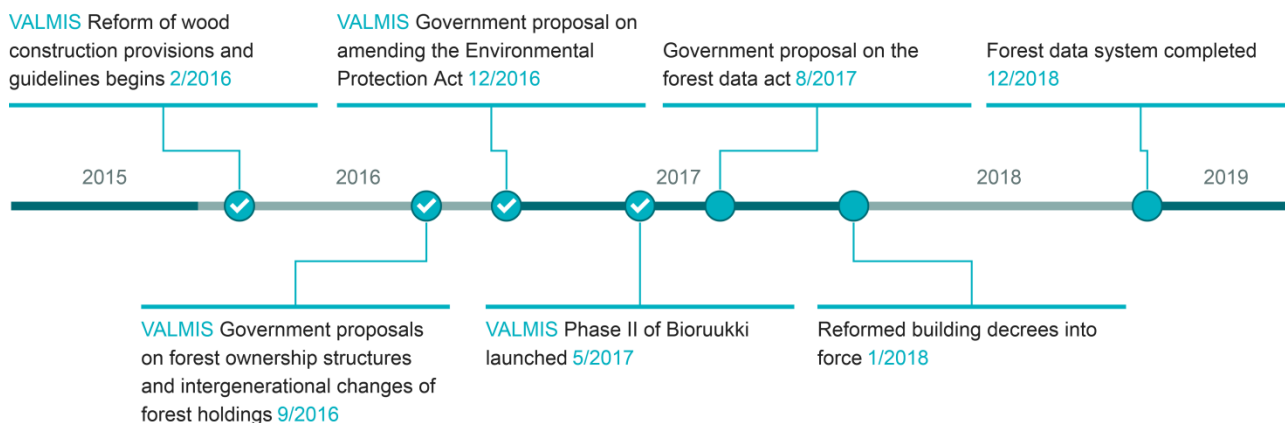 VALMIS Reform of wood
construction provisions and
guidelines begins 2/2016
VALMIS Government proposal on
amending the Environmental
Protection Act 12/2016
Government proposal on the
forest data act 8/2017
Forest data system completed
12/2018
2015
2016
2017
2018
2019
VALMIS Government proposals
on forest ownership structures
and intergenerational changes of
forest holdings 9/2016
VALMIS Phase II of Bioruukki
launched 5/2017
Reformed building decrees into
force 1/2018